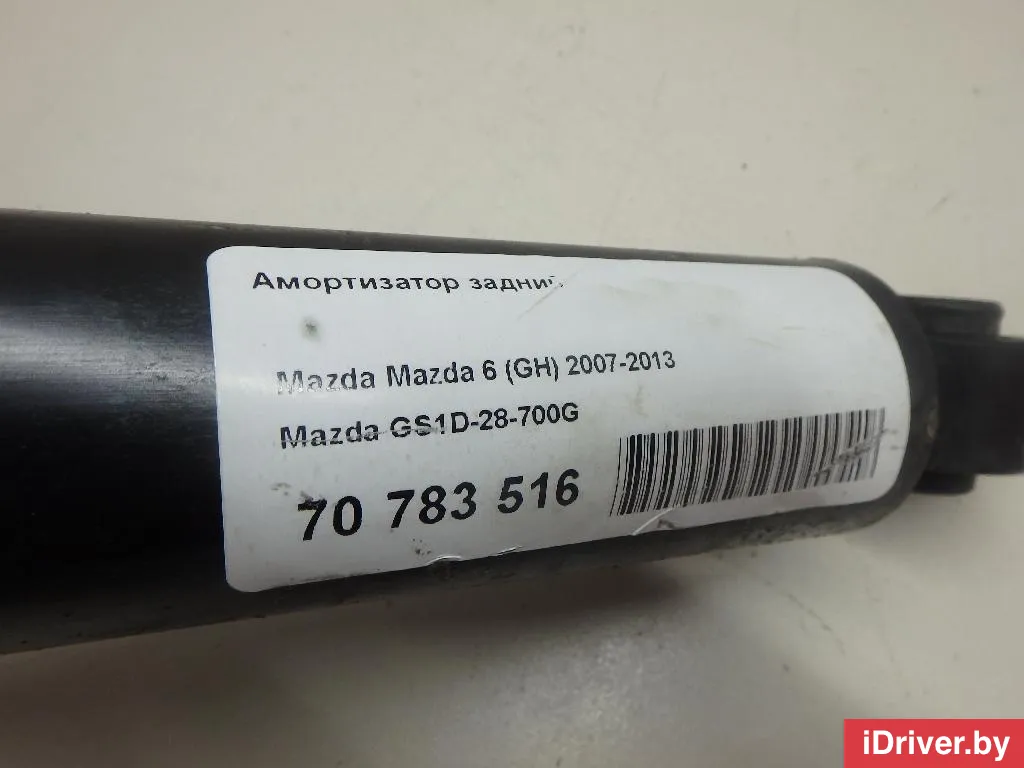 Амортизатор задний
Mazda Mazda 6 (GH) 2007-2013
Mazda GS1D-28-700G
70 783 516
iDriver.by